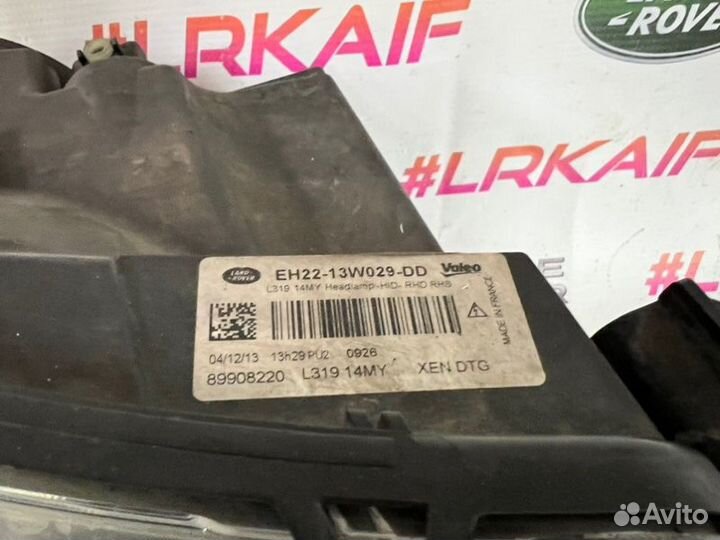 #LRKAIF
ROVER
#LRKAIF
LAND
ROVER
EH22-13W029-DD Valeo
L319 14MY Headlamp-HID- RHD RHS
MADE IN FRANCE
04/12/13 13h29 PU2 0926
89908220 L319 14MY XEN DTG
Avito